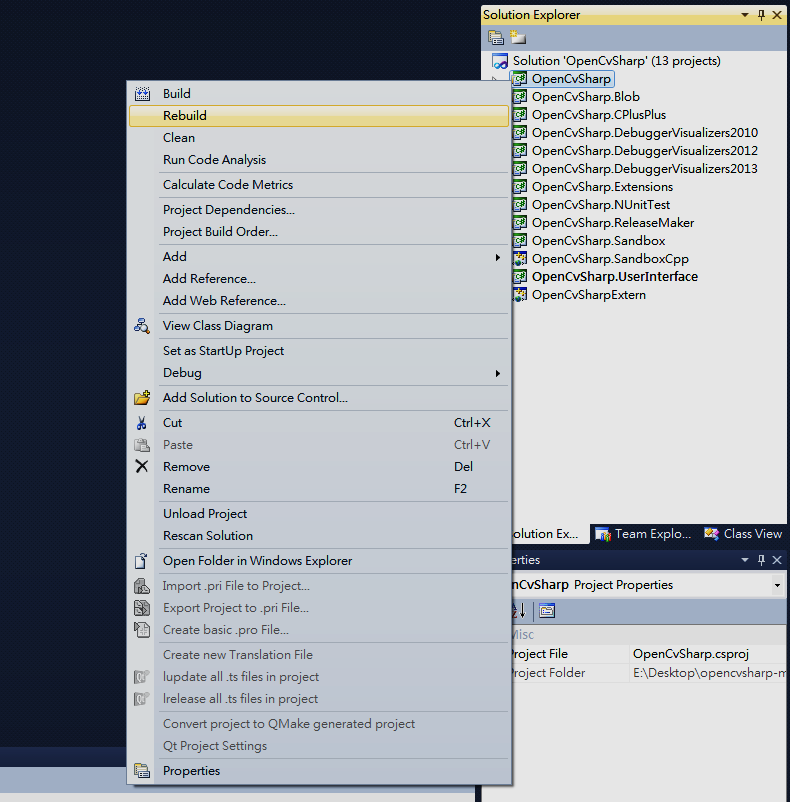 Solution Explorer
Solution 'OpenCvSharp' (13 projects)
OpenCvSharp
OpenCvSharp.Blob
OpenCvSharp.CPlusPlus
OpenCvSharp.DebuggerVisualizers2010
OpenCvSharp.DebuggerVisualizers2012
OpenCvSharp.DebuggerVisualizers2013
OpenCvSharp.Extensions
OpenCvSharp.NUnitTest
OpenCvSharp.ReleaseMaker
OpenCvSharp.Sandbox
OpenCvSharp.SandboxCpp
OpenCvSharp.UserInterface
OpenCvSharpExtern
Build
Rebuild
Clean
Run Code Analysis
Calculate Code Metrics
Project Dependencies...
Project Build Order...
Add
Add Reference...
Add Web Reference...
View Class Diagram
Set as StartUp Project
Debug
Add Solution to Source Control...
Cut Ctrl+X
Paste Ctrl+V
Remove Del
Rename F2
Unload Project
Rescan Solution
Open Folder in Windows Explorer
Import .pri File to Project...
Export Project to .pri File...
Create basic .pro File...
Create new Translation File
lupdate all .ts files in project
lrelease all .ts files in project
Convert project to QMake generated project
Qt Project Settings
Properties
olution Ex... Team Explo... Class View
erties
nCvSharp Project Properties
Misc
Project File OpenCvSharp.csproj
Project Folder E:\Desktop\opencvsharp-m